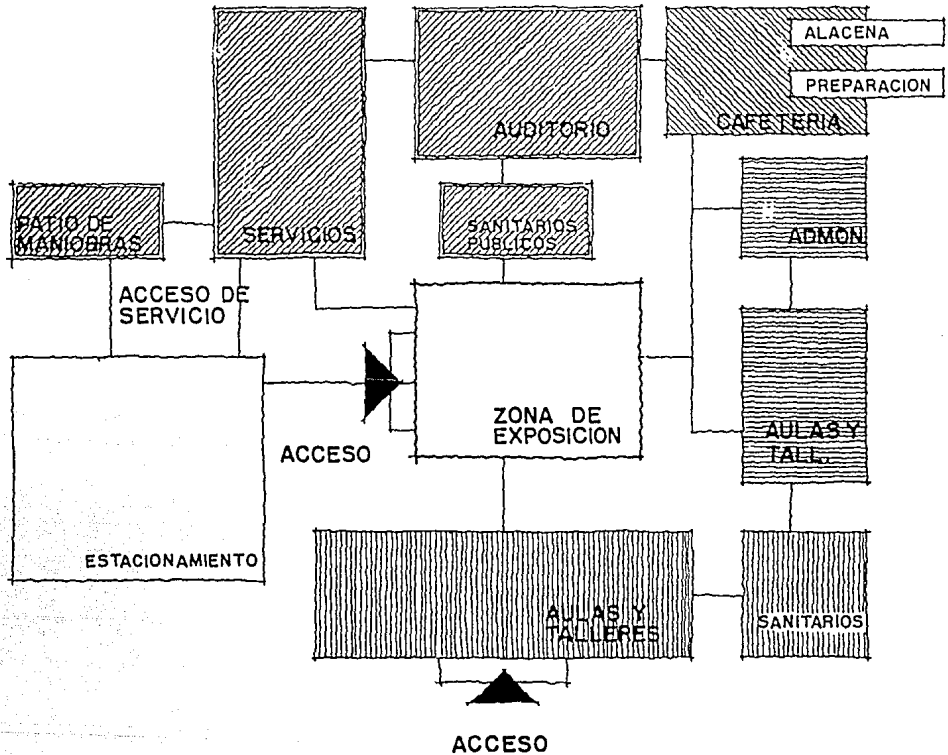 ALACENA
PREPARACION
AUDITORIO
CAFETERIA
PATIO DE
MANIOBRAS
SERVICIOS
SANITARIOS
PUBLICOS
ADMON
ACCESO DE
SERVICIO
ZONA DE
EXPOSICION
ACCESO
AULAS Y
TALL.
ESTACIONAMIENTO
AULAS Y
TALLERES
SANITARIOS
ACCESO